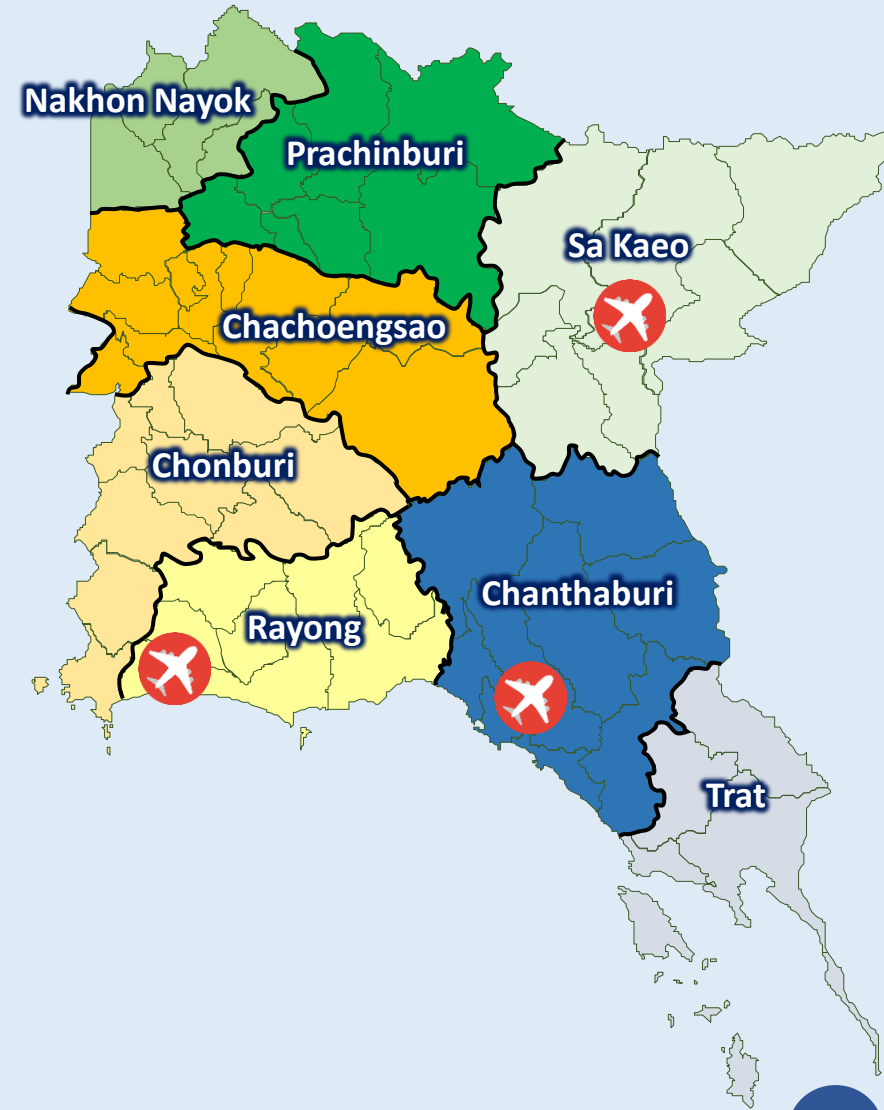 Nakhon Nayok
Prachinburi
Sa Kaeo
Chachoengsao
Chonburi
Chanthaburi
Rayong
Trat